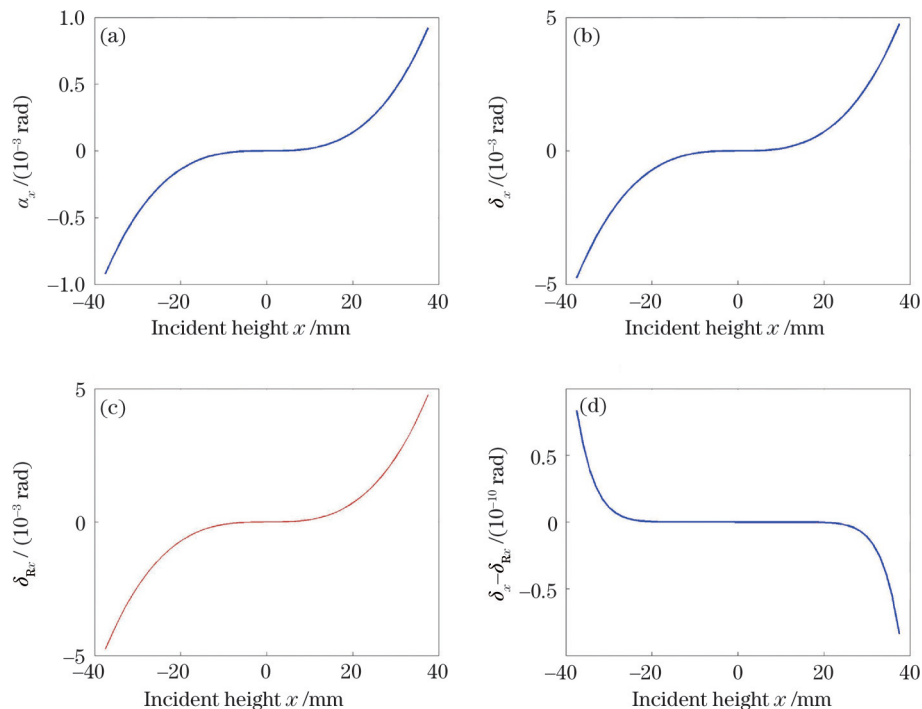 (a)
1.0
0.5
0
−0.5
−1.0
α_x /(10⁻³ rad)
−40 −20 0 20 40
Incident height x /mm
(b)
5
0
−5
δ_x /(10⁻³ rad)
−40 −20 0 20 40
Incident height x /mm
(c)
5
0
−5
δ_Rx / (10⁻³ rad)
−40 −20 0 20 40
Incident height x /mm
(d)
0.5
0
−0.5
δ_x−δ_Rx /(10⁻¹⁰ rad)
−40 −20 0 20 40
Incident height x /mm